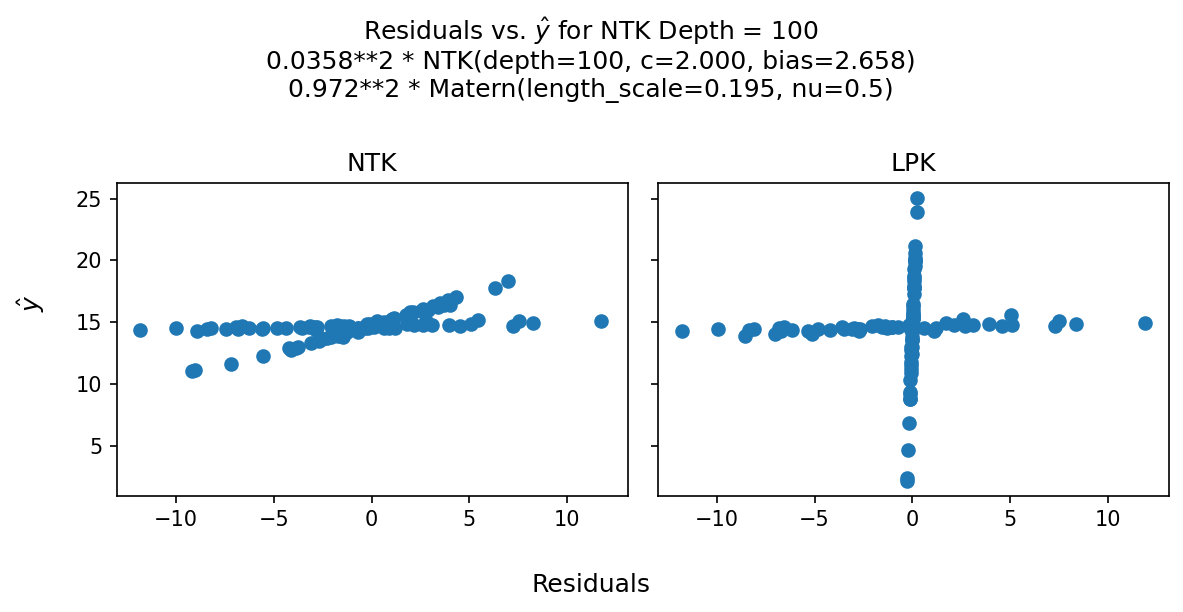 Residuals vs. ŷ for NTK Depth = 100
0.0358**2 * NTK(depth=100, c=2.000, bias=2.658)
0.972**2 * Matern(length_scale=0.195, nu=0.5)
NTK
LPK
25
20
15
10
5
ŷ
−10 −5 0 5 10
−10 −5 0 5 10
Residuals